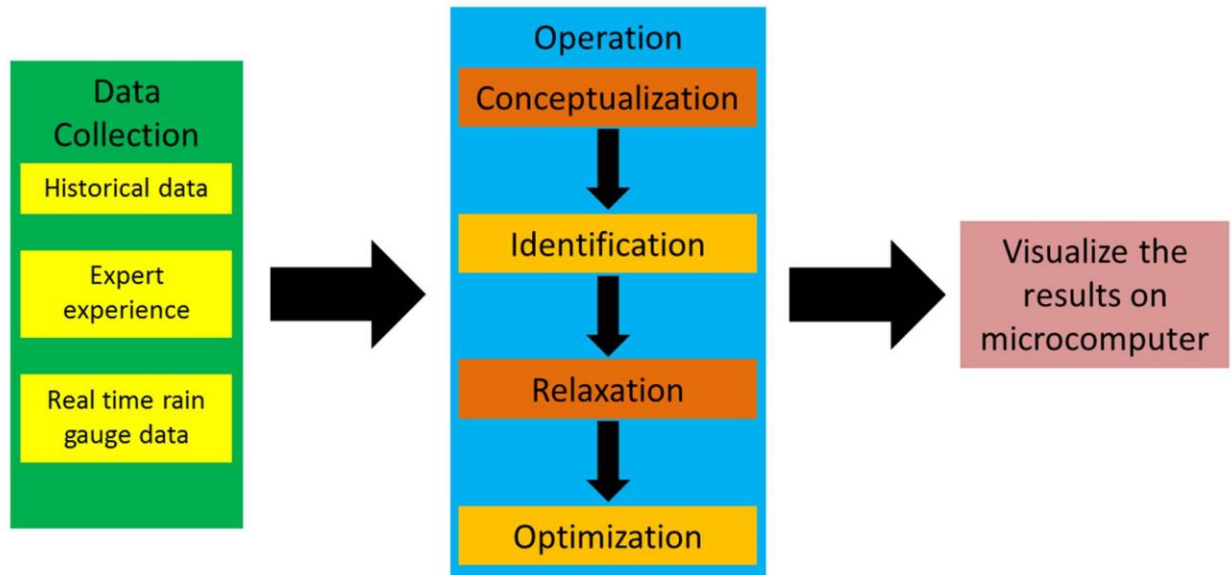 Data
Collection
Historical data
Expert
experience
Real time rain
gauge data
Operation
Conceptualization
Identification
Relaxation
Optimization
Visualize the
results on
microcomputer